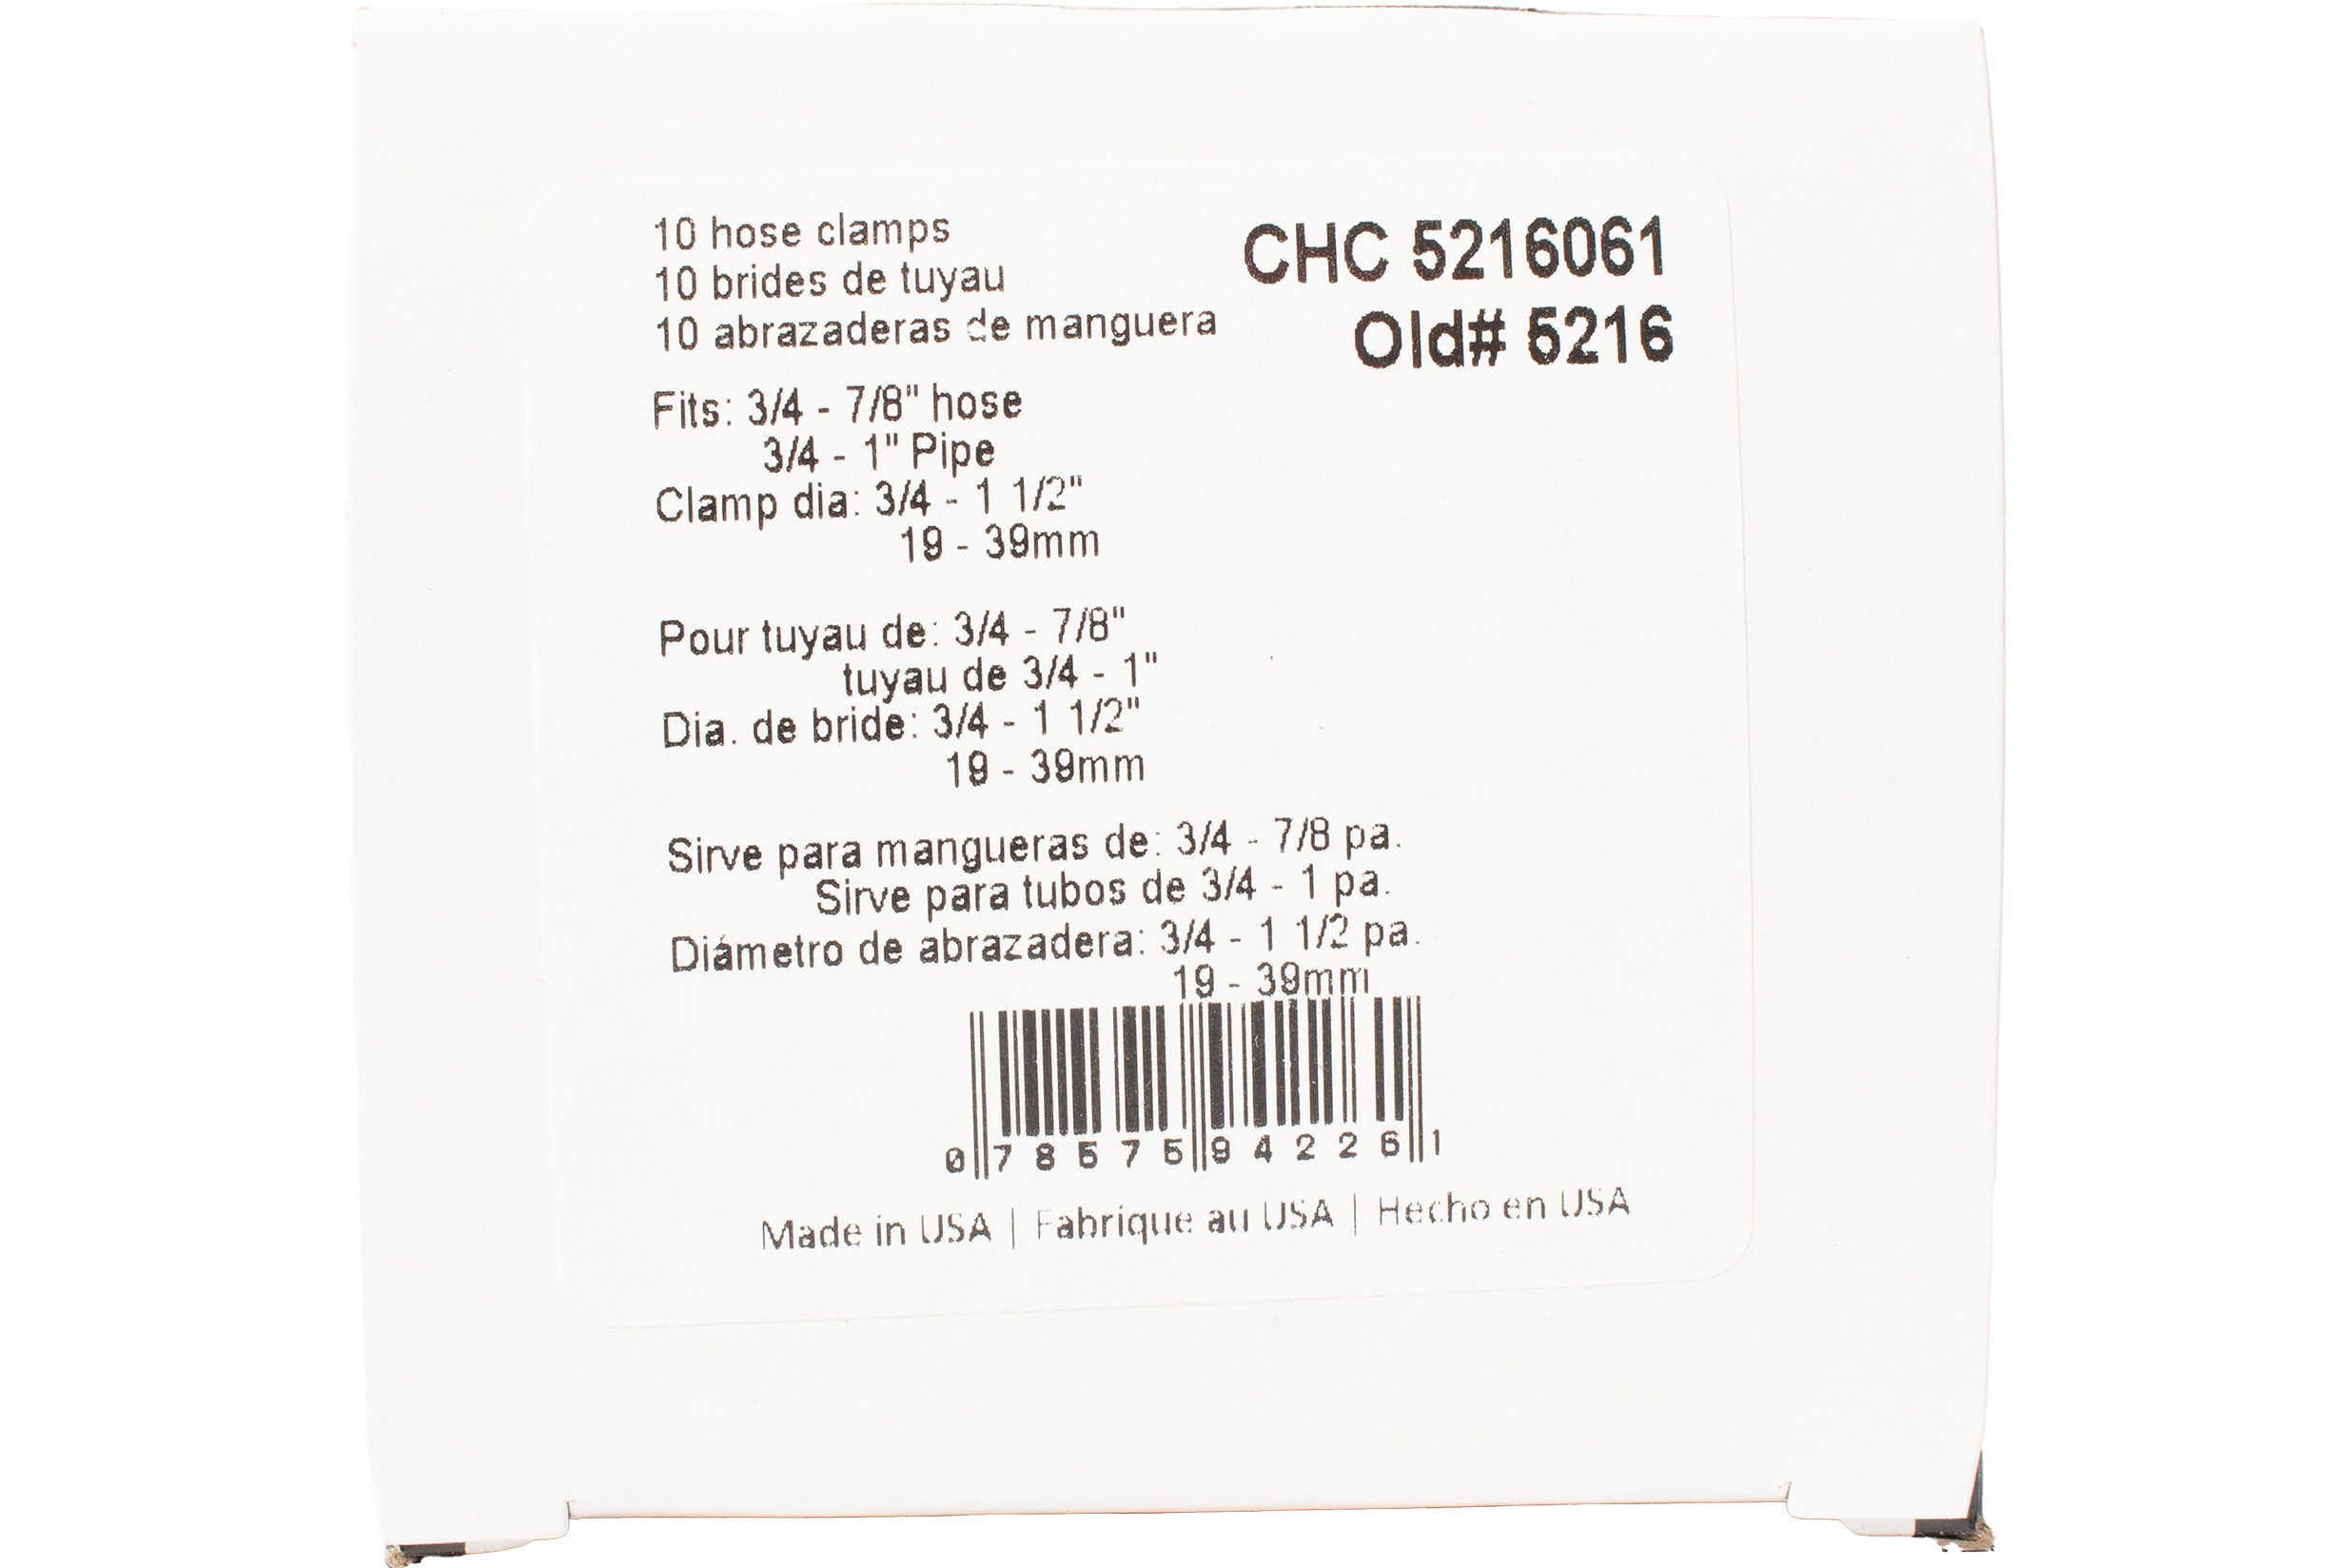 10 hose clamps
10 brides de tuyau
10 abrazaderas de manguera
CHC 5216061
Old# 5216
Fits: 3/4 - 7/8" hose
3/4 - 1" Pipe
Clamp dia: 3/4 - 1 1/2"
19 - 39mm
Pour tuyau de: 3/4 - 7/8"
tuyau de 3/4 - 1"
Dia. de bride: 3/4 - 1 1/2"
19 - 39mm
Sirve para mangueras de: 3/4 - 7/8 pa.
Sirve para tubos de 3/4 - 1 pa.
Diámetro de abrazadera: 3/4 - 1 1/2 pa.
19 - 39mm
0 78575 94226 1
Made in USA | Fabrique au USA | Hecho en USA